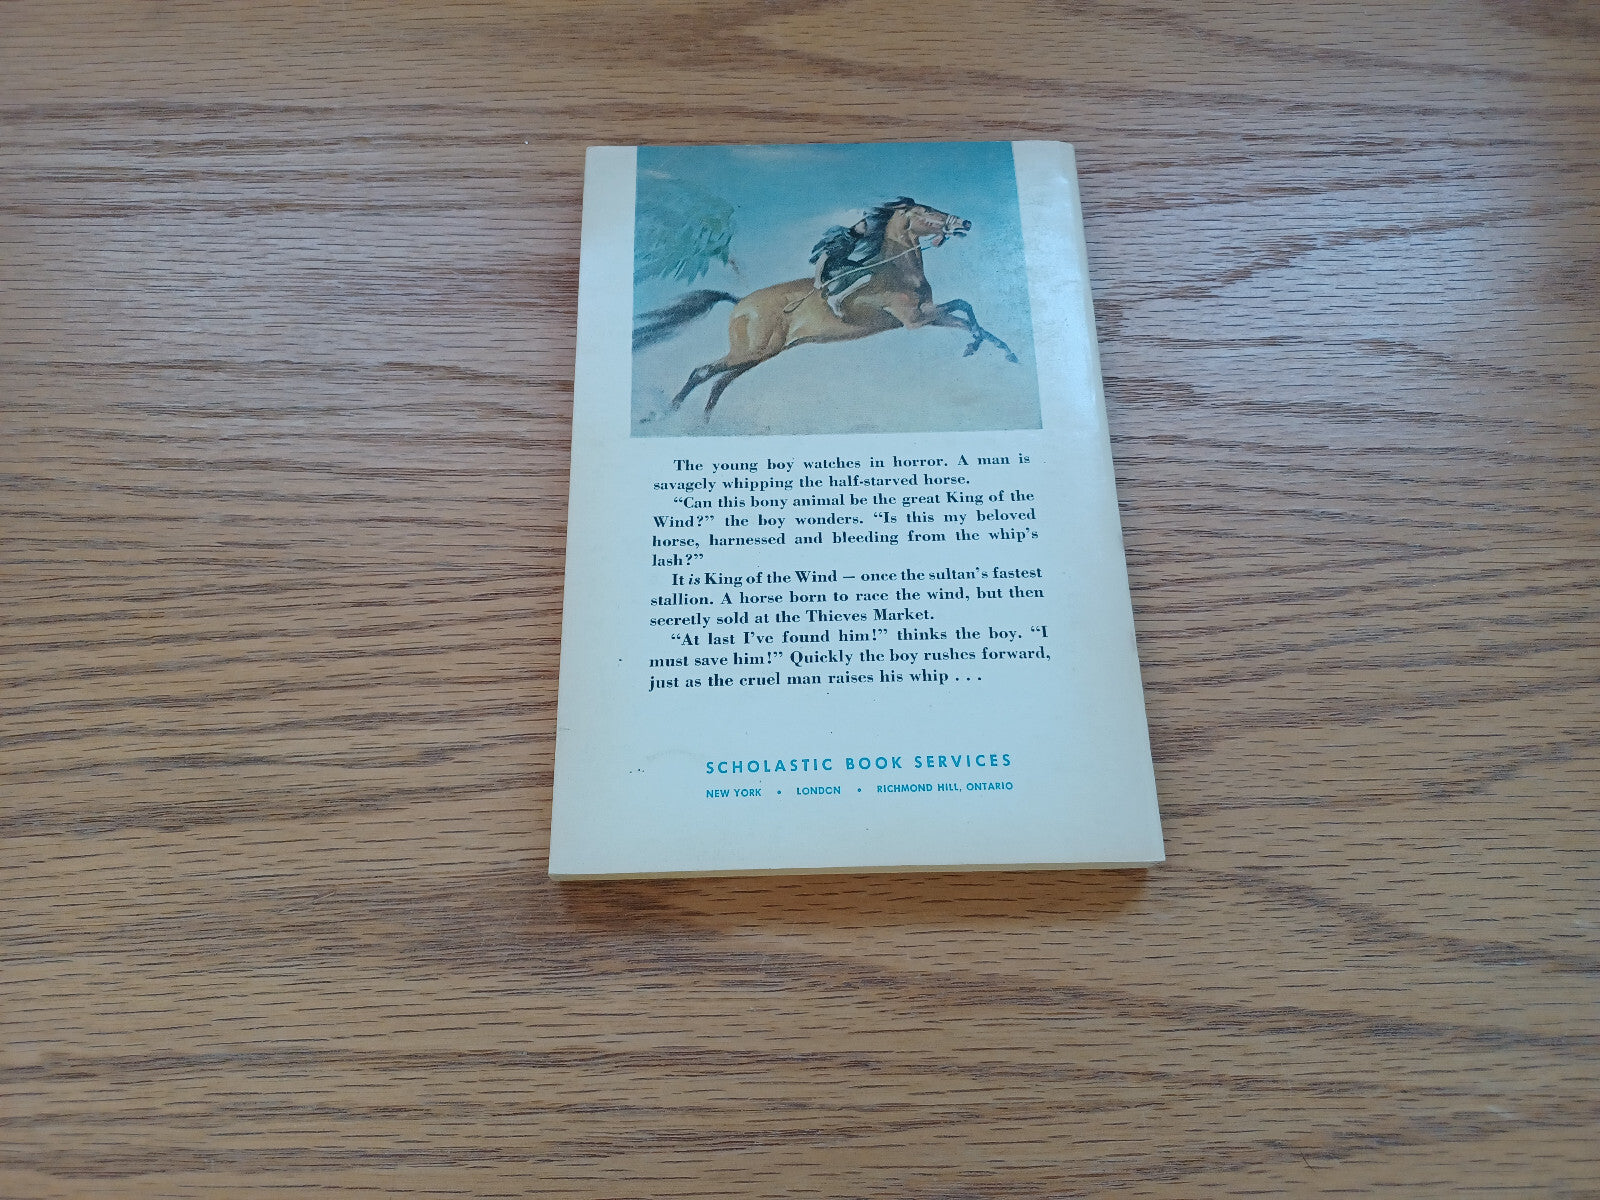 The young boy watches in horror. A man is
savagely whipping the half-starved horse.
“Can this bony animal be the great King of the
Wind?” the boy wonders. “Is this my beloved
horse, harnessed and bleeding from the whip’s
lash?”
It is King of the Wind — once the sultan’s fastest
stallion. A horse born to race the wind, but then
secretly sold at the Thieves Market.
“At last I’ve found him!” thinks the boy. “I
must save him!” Quickly the boy rushes forward,
just as the cruel man raises his whip . . .
SCHOLASTIC BOOK SERVICES
NEW YORK • LONDON • RICHMOND HILL, ONTARIO